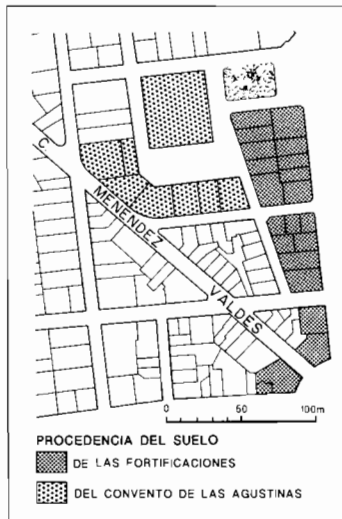 C. MENENDEZ VALDES
0 50 100m
PROCEDENCIA DEL SUELO
DE LAS FORTIFICACIONES
DEL CONVENTO DE LAS AGUSTINAS